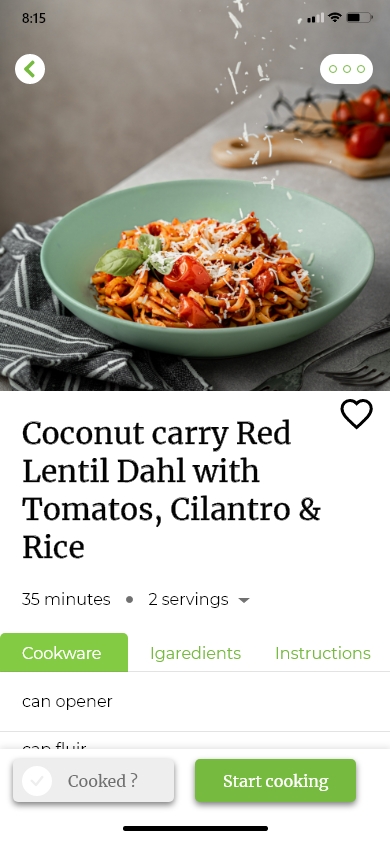 8:15
Coconut carry Red
Lentil Dahl with
Tomatos, Cilantro &
Rice
35 minutes • 2 servings
Cookware Igaredients Instructions
can opener
Cooked ? Start cooking